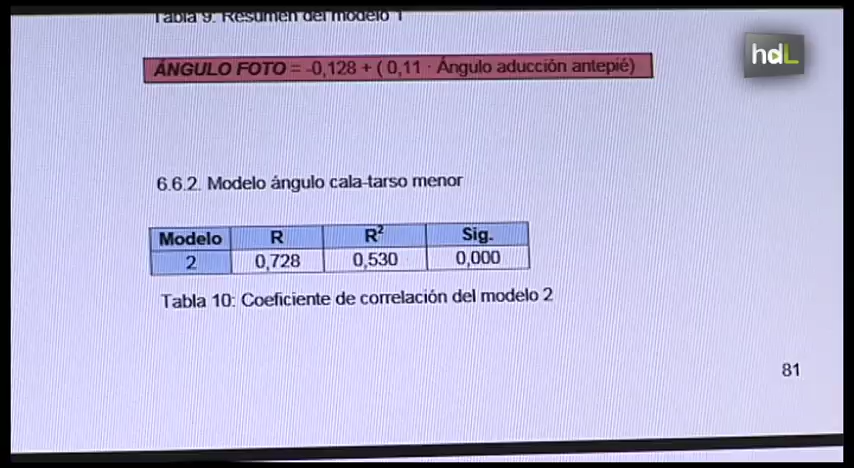 Tabla 9. Resumen del modelo 1
ÁNGULO FOTO = -0,128 + ( 0,11 · Ángulo aducción antepié)
hdL
6.6.2. Modelo ángulo cala-tarso menor
Modelo R R² Sig.
2 0,728 0,530 0,000
Tabla 10: Coeficiente de correlación del modelo 2
81